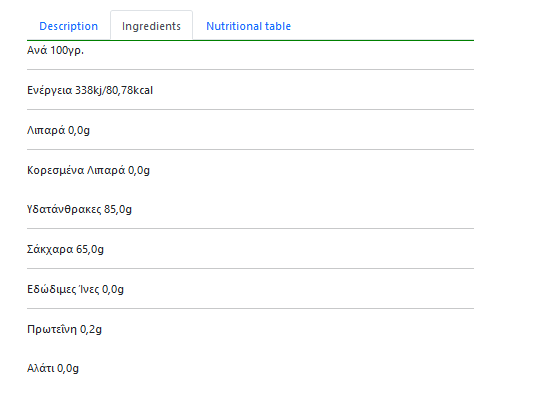 Description Ingredients Nutritional table
Ανά 100γρ.
Ενέργεια 338kj/80,78kcal
Λιπαρά 0,0g
Κορεσμένα Λιπαρά 0,0g
Υδατάνθρακες 85,0g
Σάκχαρα 65,0g
Εδώδιμες Ίνες 0,0g
Πρωτεΐνη 0,2g
Αλάτι 0,0g